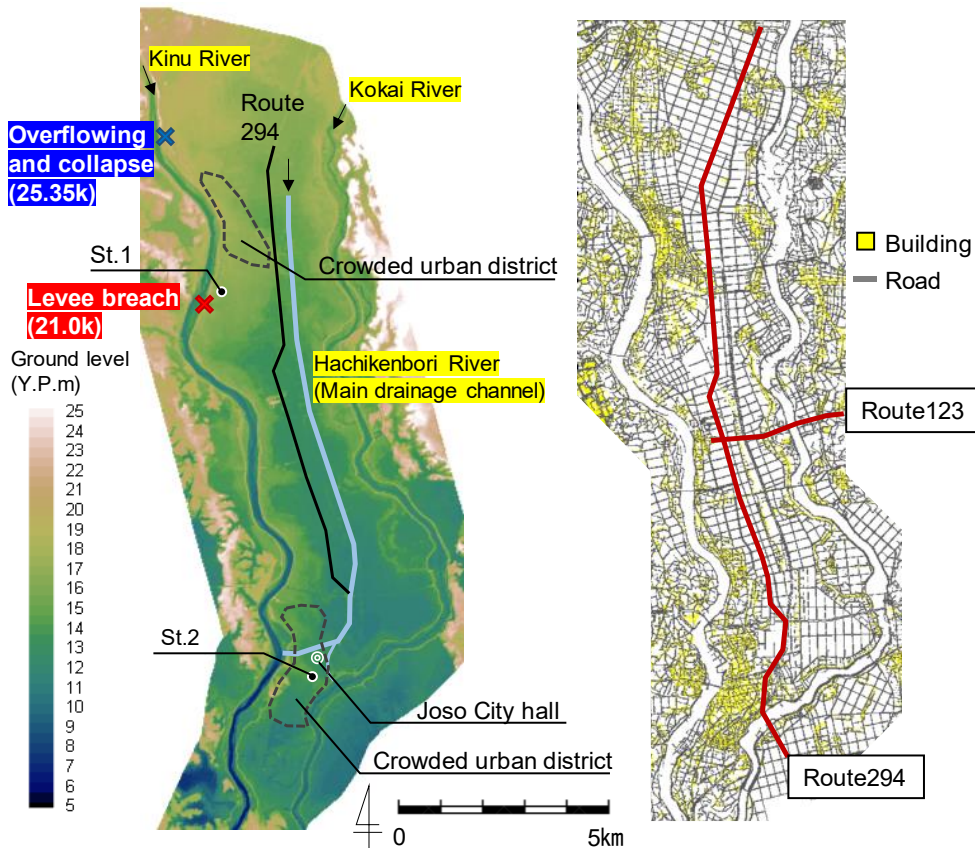 Kinu River
Kokai River
Route
294
Overflowing
and collapse
(25.35k)
St.1
Crowded urban district
Levee breach
(21.0k)
Ground level
(Y.P.m)
Hachikenbori River
(Main drainage channel)
25
24
23
22
21
20
19
18
17
16
15
14
13
12
11
10
9
8
7
6
5
St.2
Joso City hall
Crowded urban district
0
5km
Building
Road
Route123
Route294